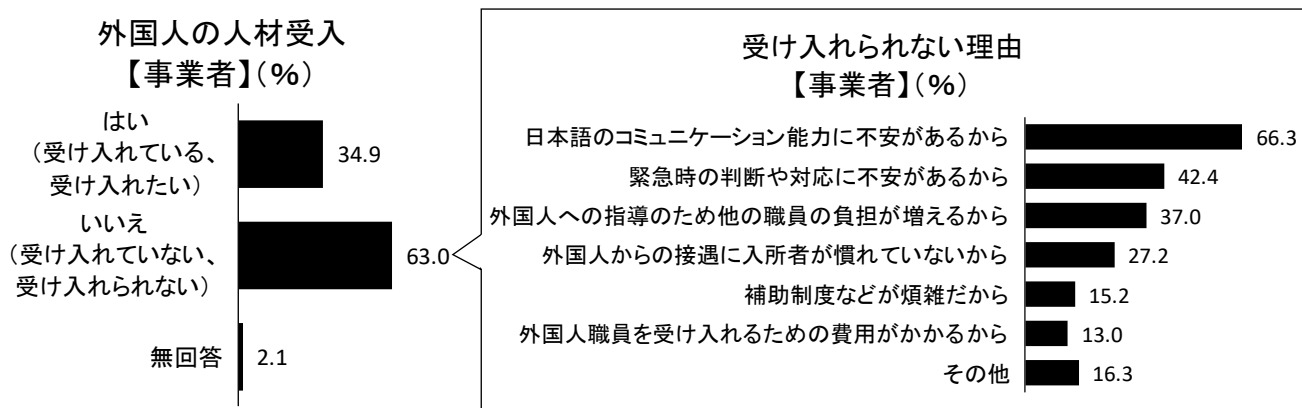 外国人の人材受入
【事業者】（％）
はい
（受け入れている、
受け入れたい）
34.9
いいえ
（受け入れていない、
受け入れられない）
63.0
無回答
2.1
受け入れられない理由
【事業者】（％）
日本語のコミュニケーション能力に不安があるから
66.3
緊急時の判断や対応に不安があるから
42.4
外国人への指導のため他の職員の負担が増えるから
37.0
外国人からの接遇に入所者が慣れていないから
27.2
補助制度などが煩雑だから
15.2
外国人職員を受け入れるための費用がかかるから
13.0
その他
16.3